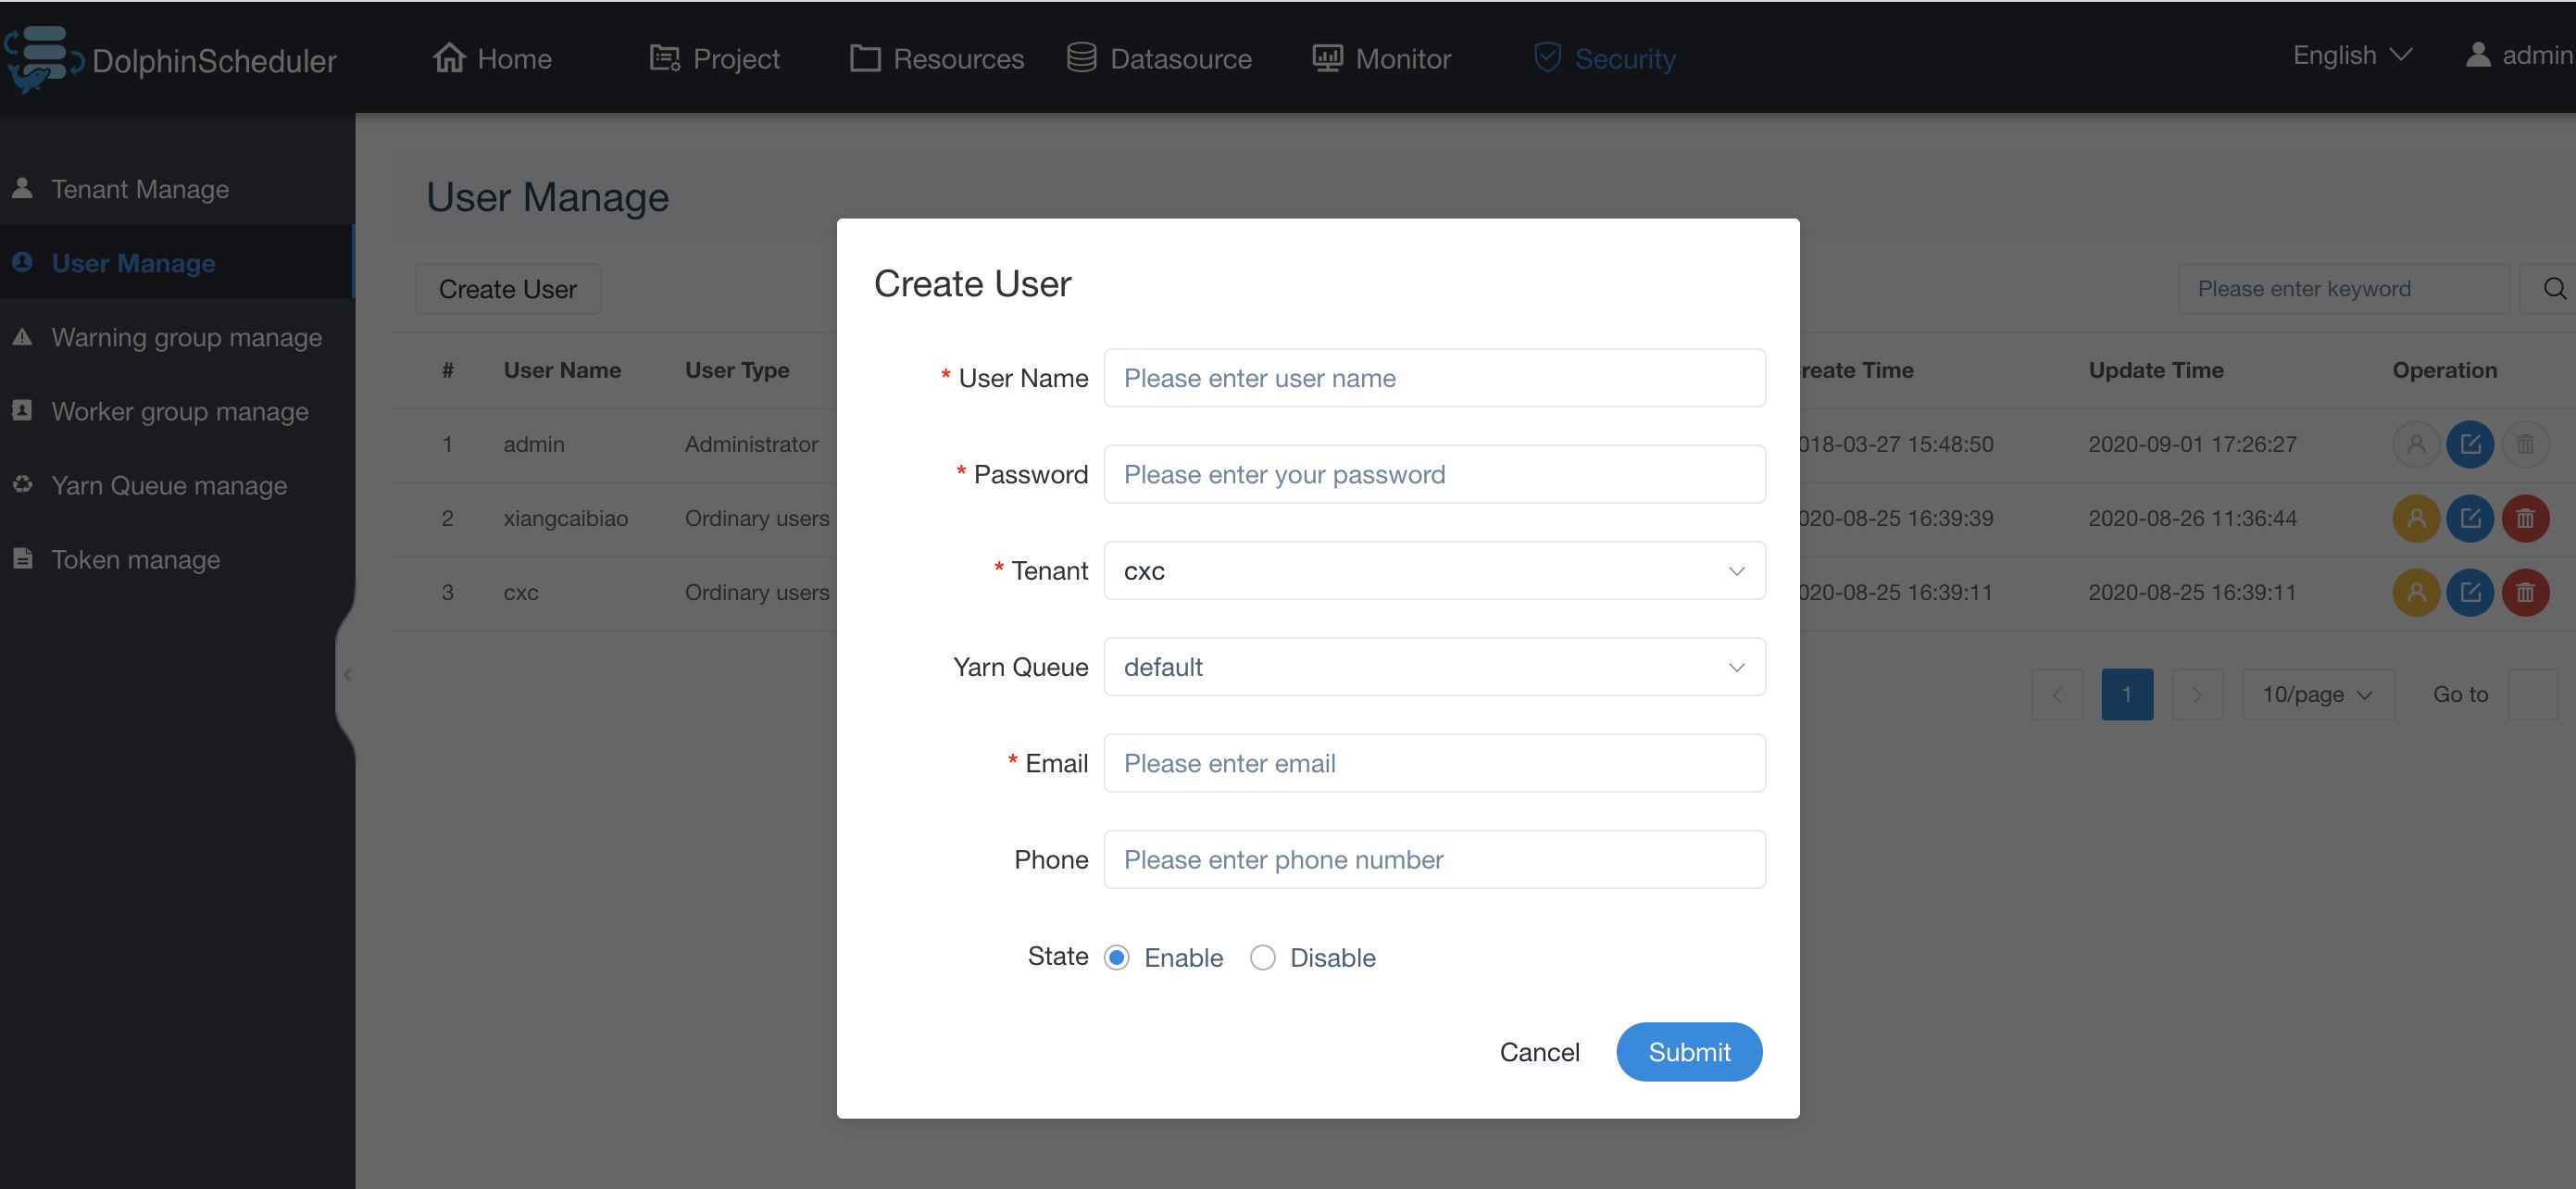 DolphinScheduler
Home Project Resources Datasource Monitor Security English admin
Tenant Manage
User Manage
Warning group manage
Worker group manage
Yarn Queue manage
Token manage
User Manage
Create User
Please enter keyword
# User Name User Type reate Time Update Time Operation
1 admin Administrator 018-03-27 15:48:50 2020-09-01 17:26:27
2 xiangcaibiao Ordinary users 020-08-25 16:39:39 2020-08-26 11:36:44
3 cxc Ordinary users 020-08-25 16:39:11 2020-08-25 16:39:11
1 10/page Go to
Create User
* User Name Please enter user name
* Password Please enter your password
* Tenant cxc
Yarn Queue default
* Email Please enter email
Phone Please enter phone number
State Enable Disable
Cancel Submit